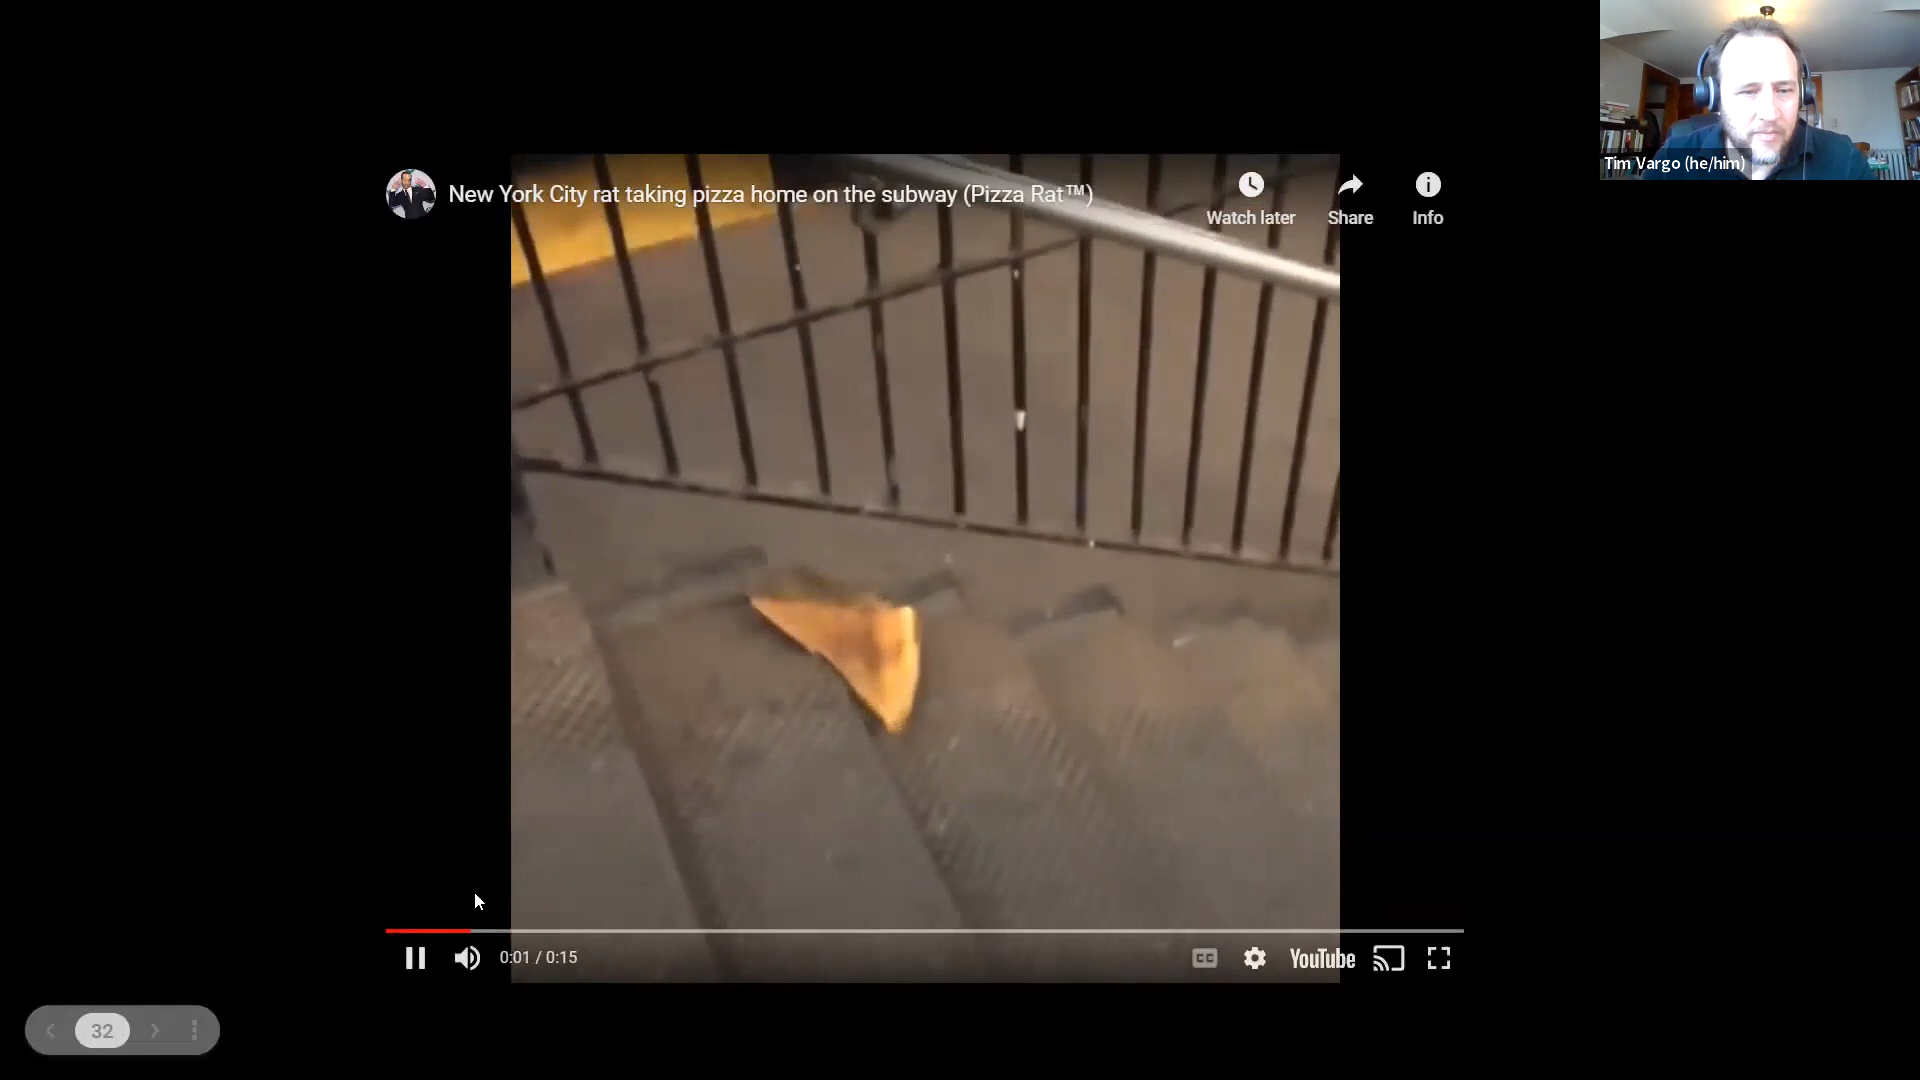 New York City rat taking pizza home on the subway (Pizza Rat™)
Watch later
Share
Info
Tim Vargo (he/him)
0:01 / 0:15
CC
YouTube
32